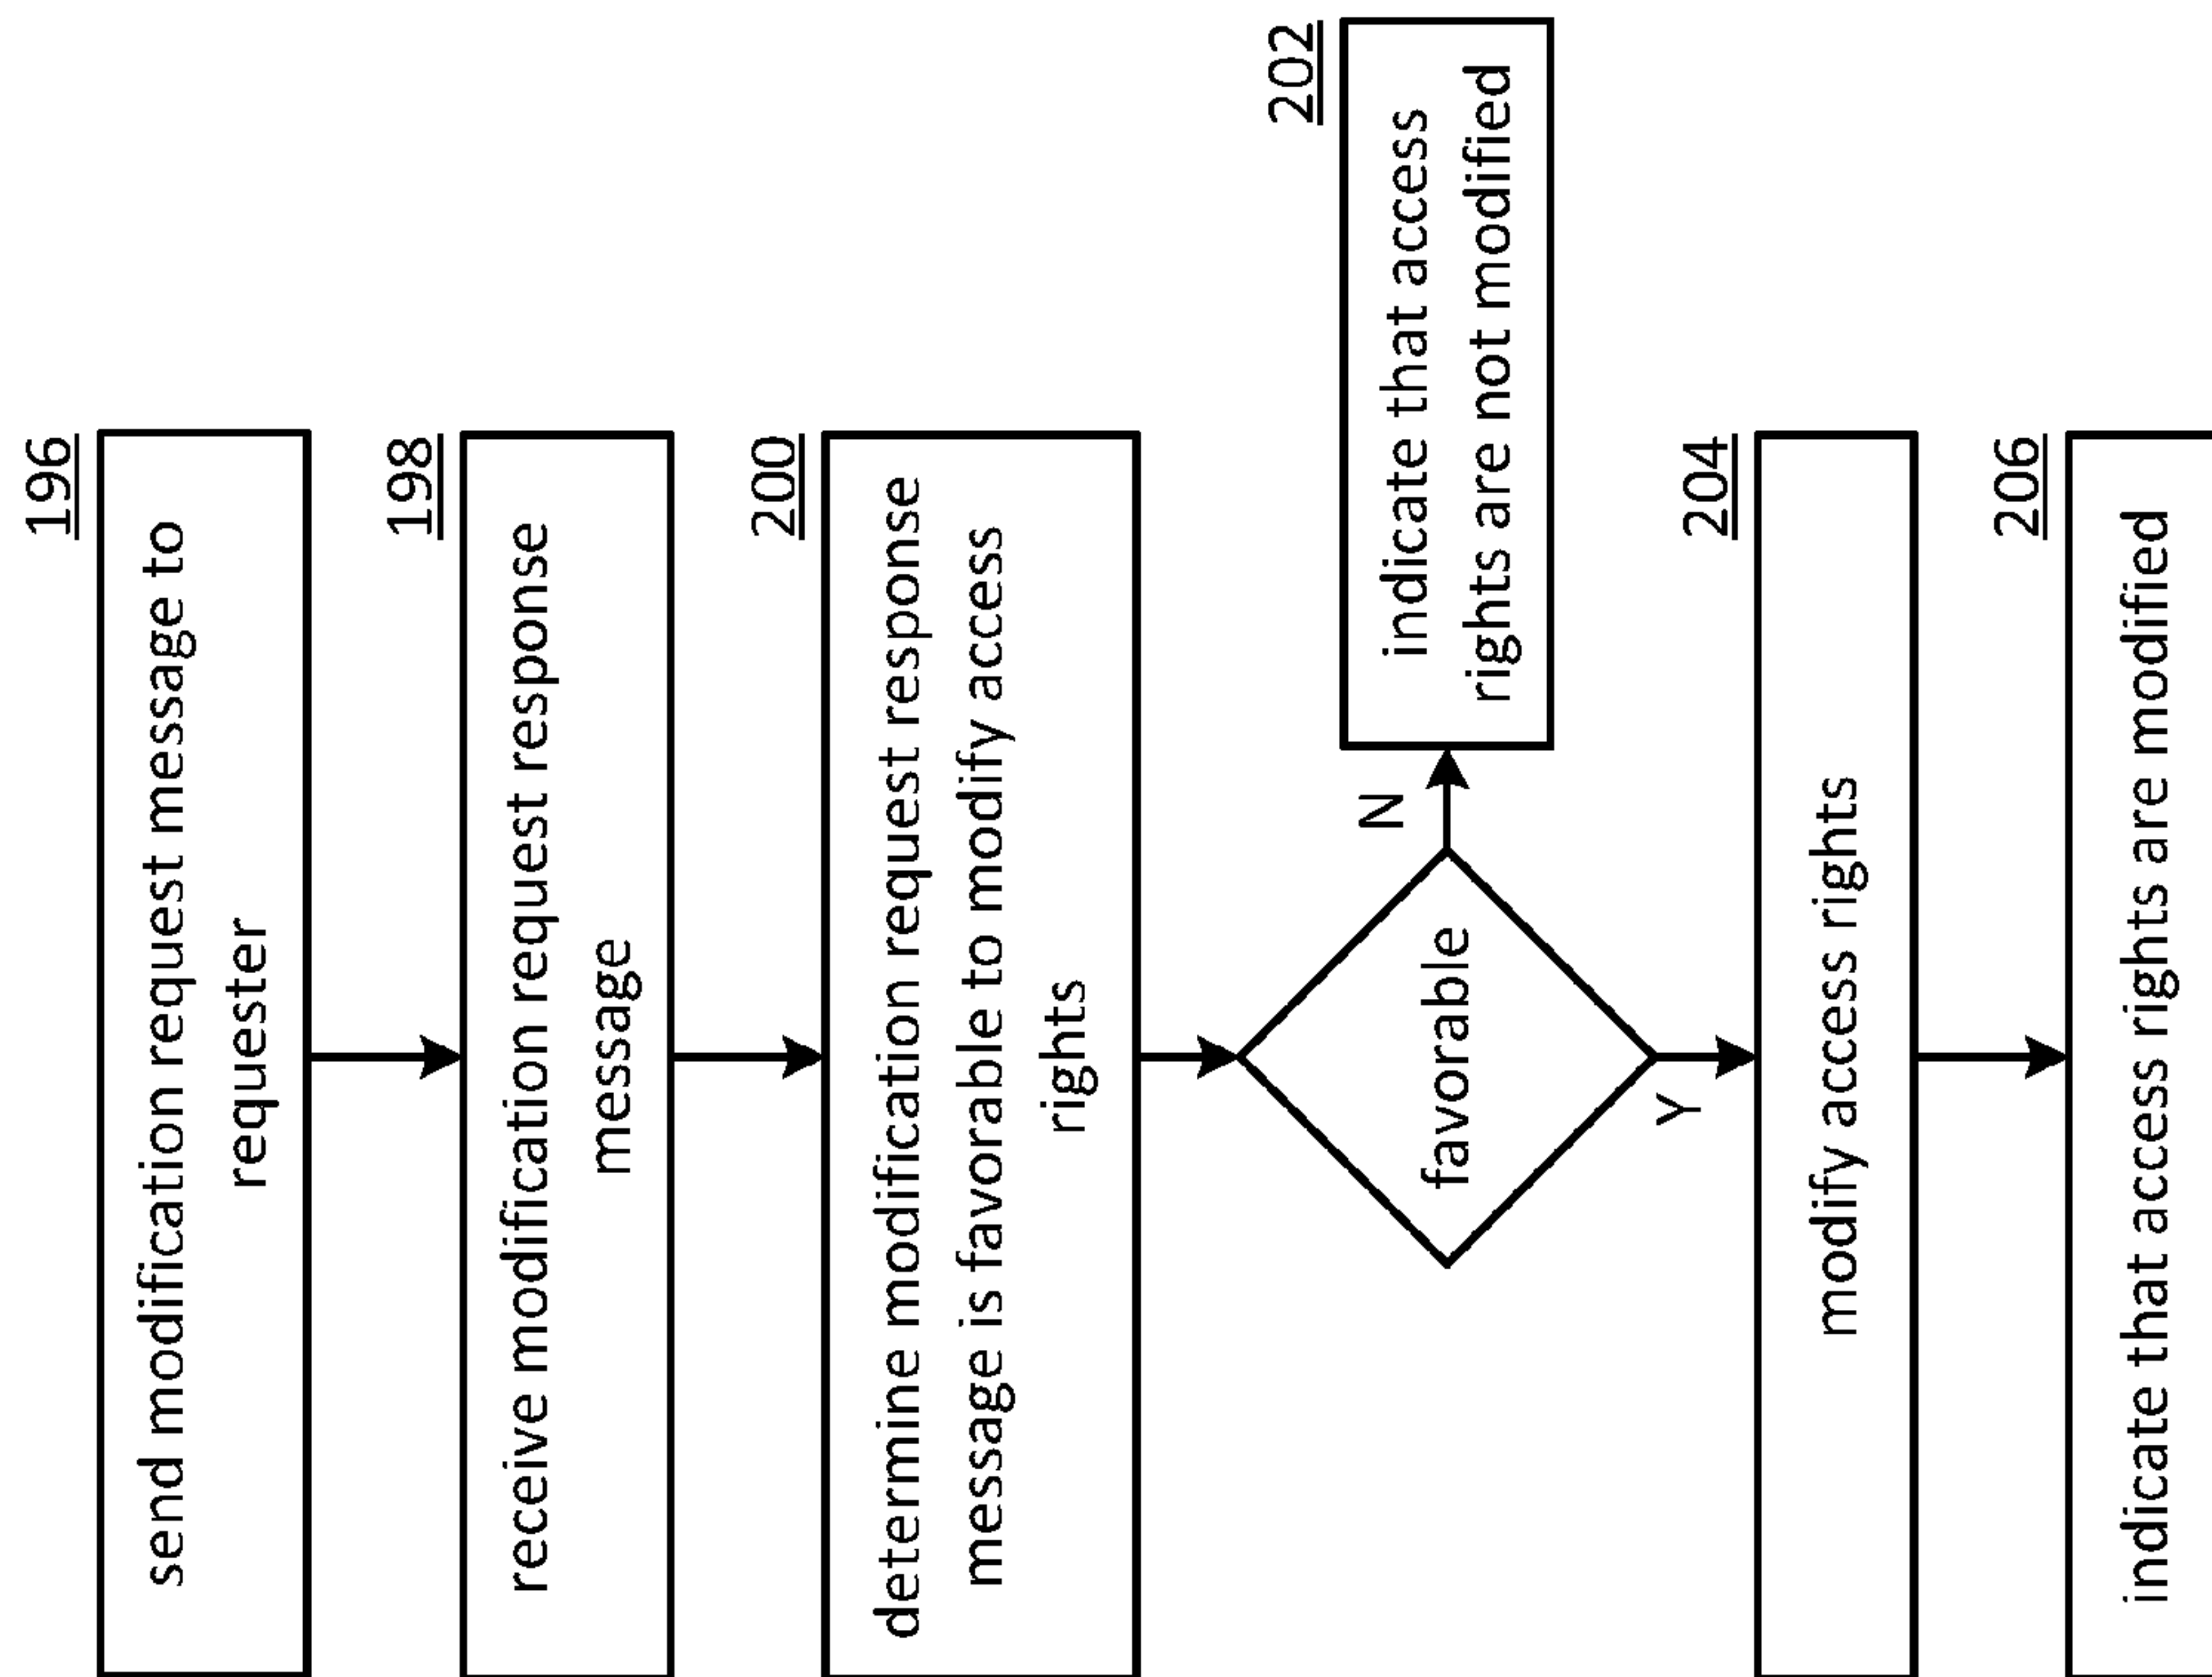 196
send modification request message to
requester
198
receive modification request response
message
200
determine modification request response
message is favorable to modify access
rights
favorable
N
202
indicate that access
rights are not modified
Y
204
modify access rights
206
indicate that access rights are modified